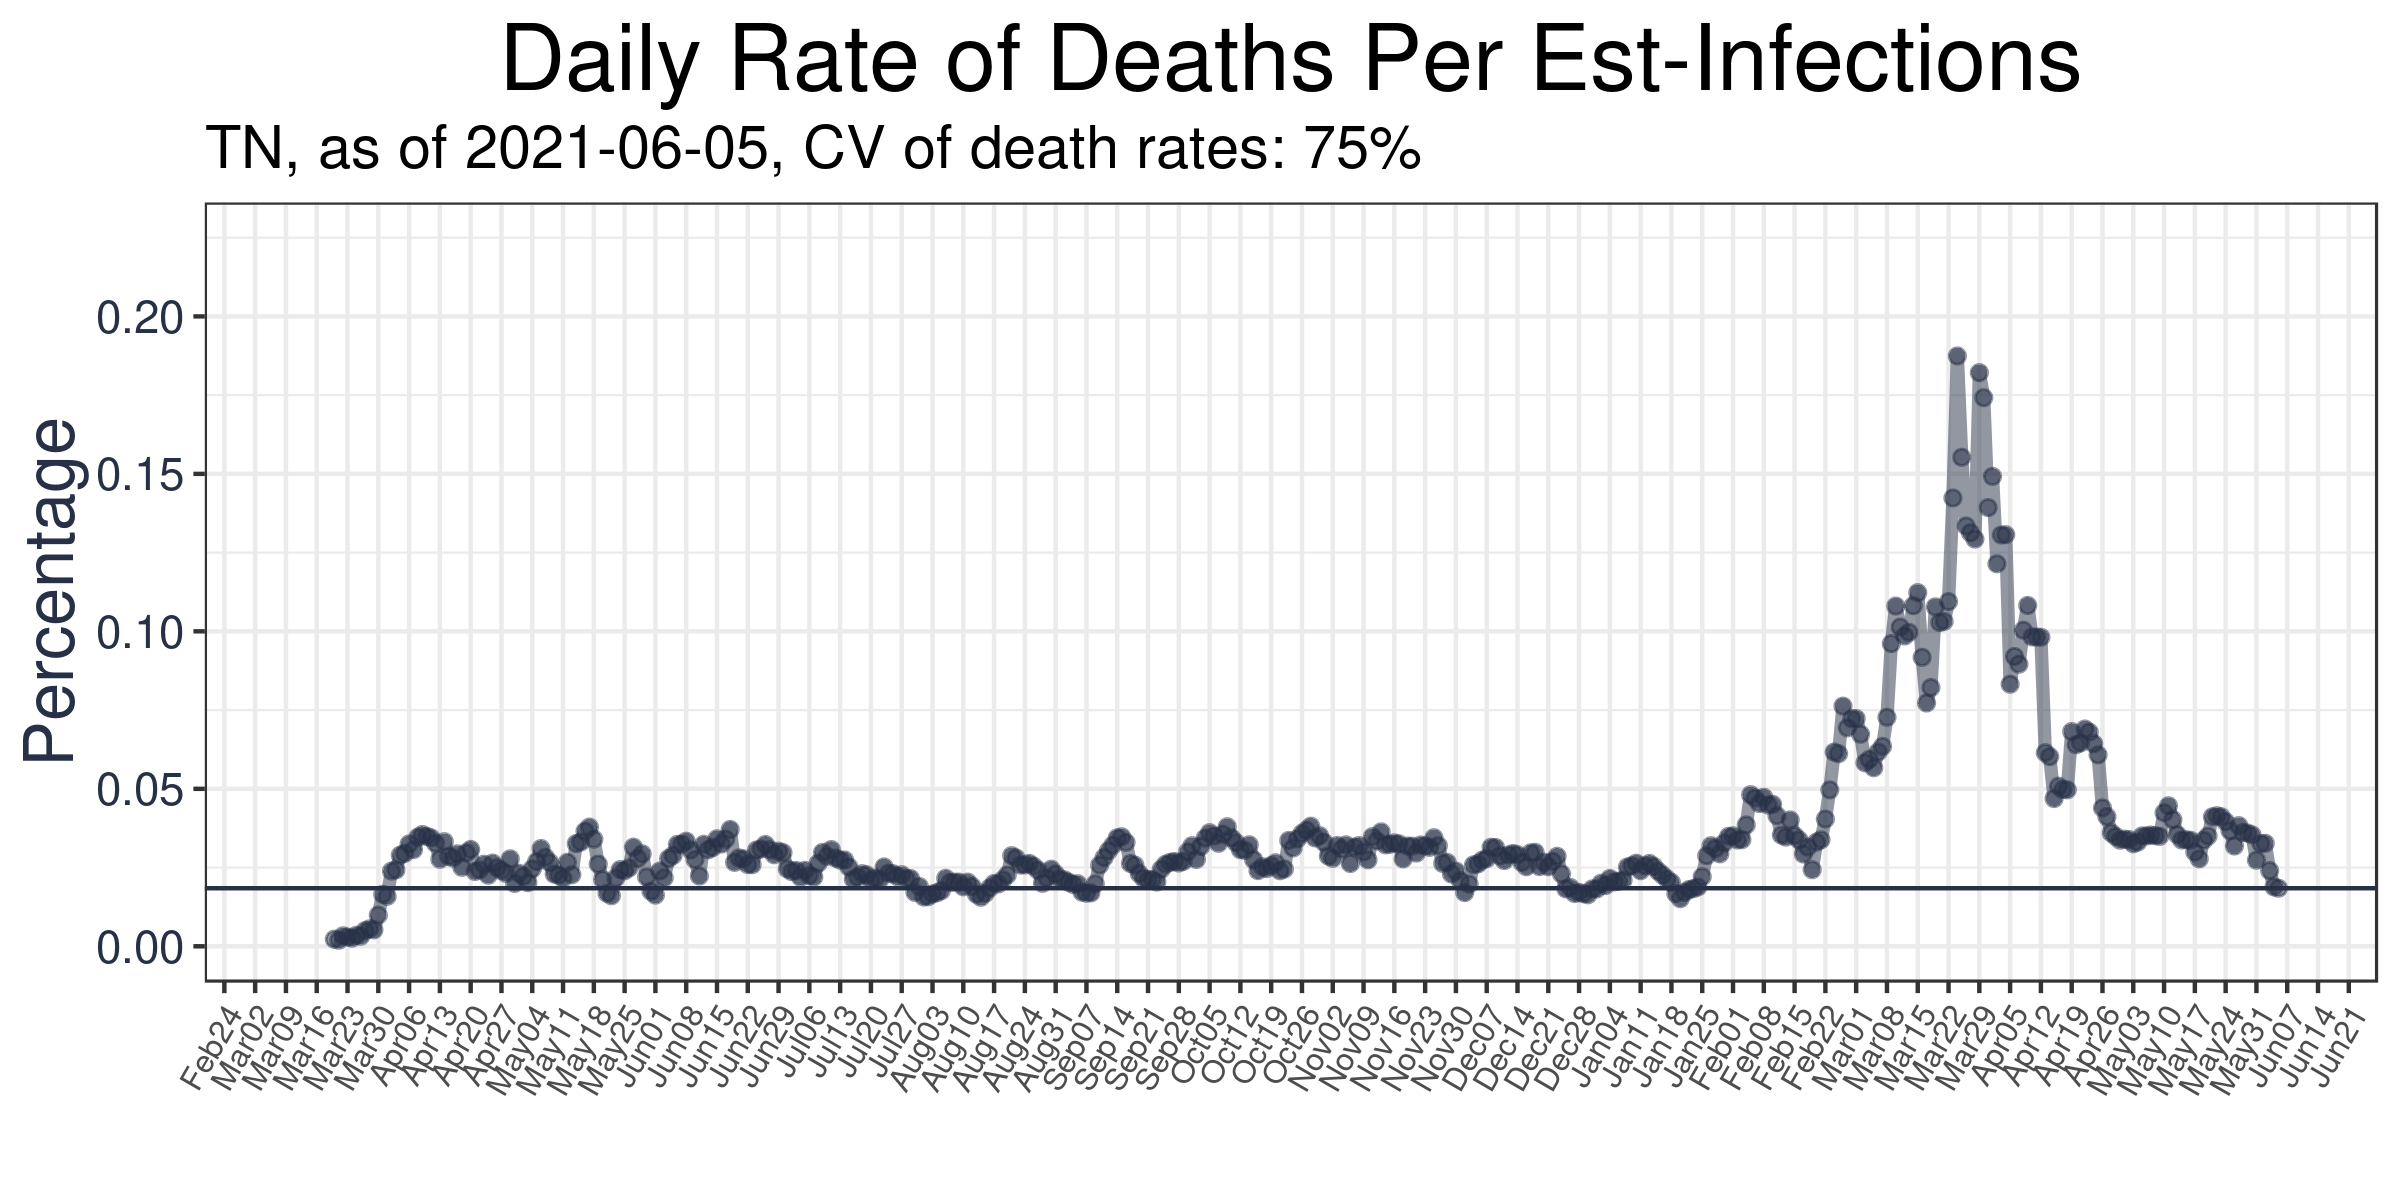 Daily Rate of Deaths Per Est-Infections
TN, as of 2021-06-05, CV of death rates: 75%
Percentage
0.20
0.15
0.10
0.05
0.00
Feb24
Mar02
Mar09
Mar16
Mar23
Mar30
Apr06
Apr13
Apr20
Apr27
May04
May11
May18
May25
Jun01
Jun08
Jun15
Jun22
Jun29
Jul06
Jul13
Jul20
Jul27
Aug03
Aug10
Aug17
Aug24
Aug31
Sep07
Sep14
Sep21
Sep28
Oct05
Oct12
Oct19
Oct26
Nov02
Nov09
Nov16
Nov23
Nov30
Dec07
Dec14
Dec21
Dec28
Jan04
Jan11
Jan18
Jan25
Feb01
Feb08
Feb15
Feb22
Mar01
Mar08
Mar15
Mar22
Mar29
Apr05
Apr12
Apr19
Apr26
May03
May10
May17
May24
May31
Jun07
Jun14
Jun21